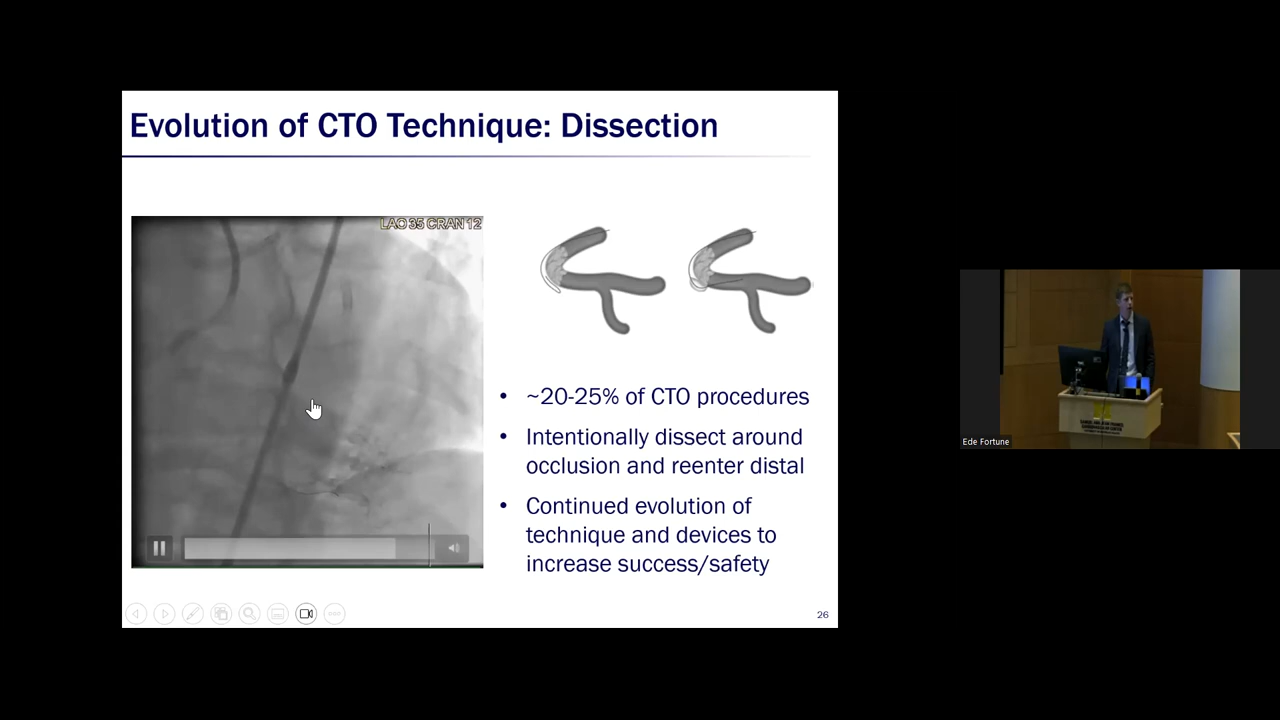 Evolution of CTO Technique: Dissection
LAO 35 CRAN 12
• ~20-25% of CTO procedures
• Intentionally dissect around
occlusion and reenter distal
• Continued evolution of
technique and devices to
increase success/safety
26
Ede Fortune